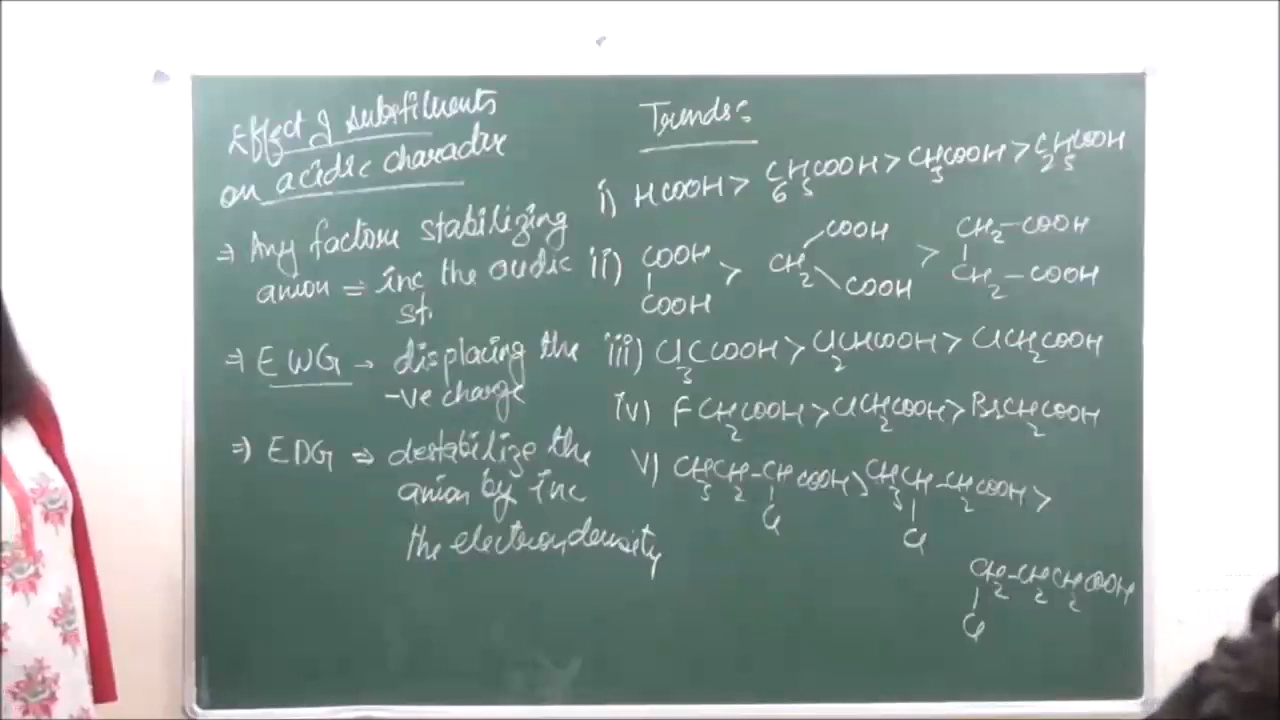 Effect of substituents
on acidic character
⇒ Any factor stabilizing
anion = inc the acidic
st.
⇒ EWG → displacing the
-ve charge
⇒ EDG ⇒ destabilize the
anion by inc
the electron density
Trends:
i) HCOOH > C6H5COOH > CH3COOH > C2H5COOH
ii) COOH
COOH > CH2 COOH
COOH > CH2-COOH
CH2-COOH
iii) Cl3CCOOH > Cl2CHCOOH > ClCH2COOH
iv) FCH2COOH > ClCH2COOH > BrCH2COOH
v) CH3CH2-CHCOOH > CH3CH-CH2COOH >
Cl Cl
CH2-CH2CH2COOH
Cl